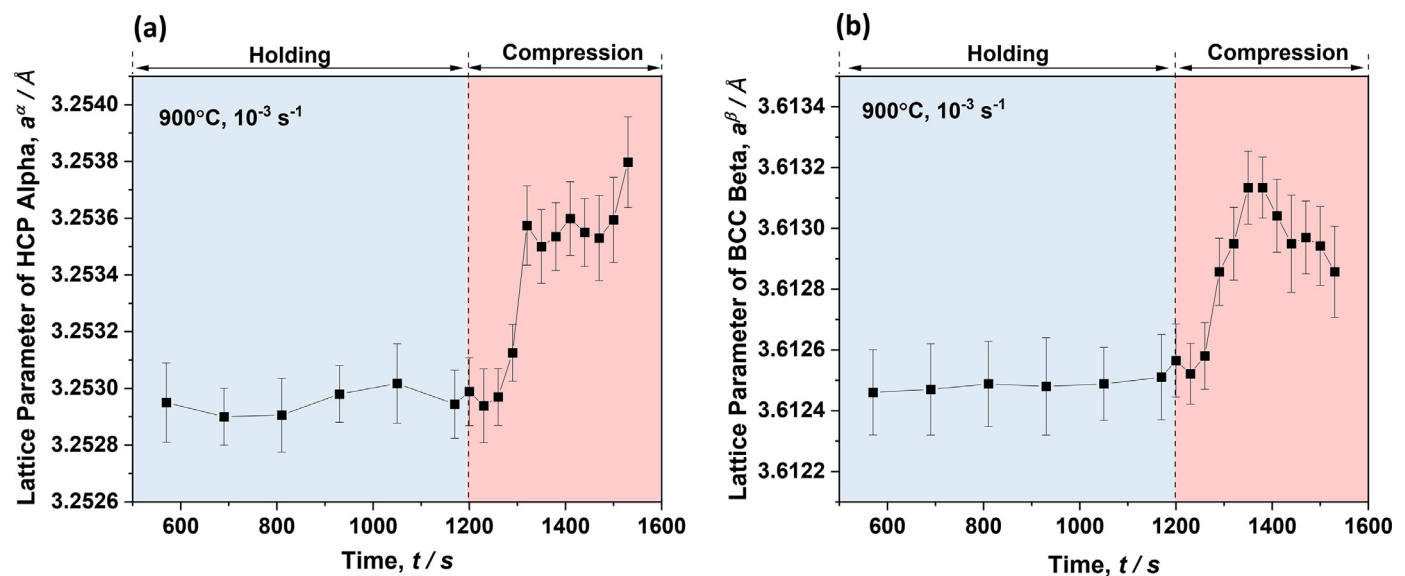 (a)
Holding
Compression
900°C, 10⁻³ s⁻¹
Lattice Parameter of HCP Alpha, aᵅ / Å
3.2540
3.2538
3.2536
3.2534
3.2532
3.2530
3.2528
3.2526
600 800 1000 1200 1400 1600
Time, t / s
(b)
Holding
Compression
900°C, 10⁻³ s⁻¹
Lattice Parameter of BCC Beta, aᵝ / Å
3.6134
3.6132
3.6130
3.6128
3.6126
3.6124
3.6122
600 800 1000 1200 1400 1600
Time, t / s